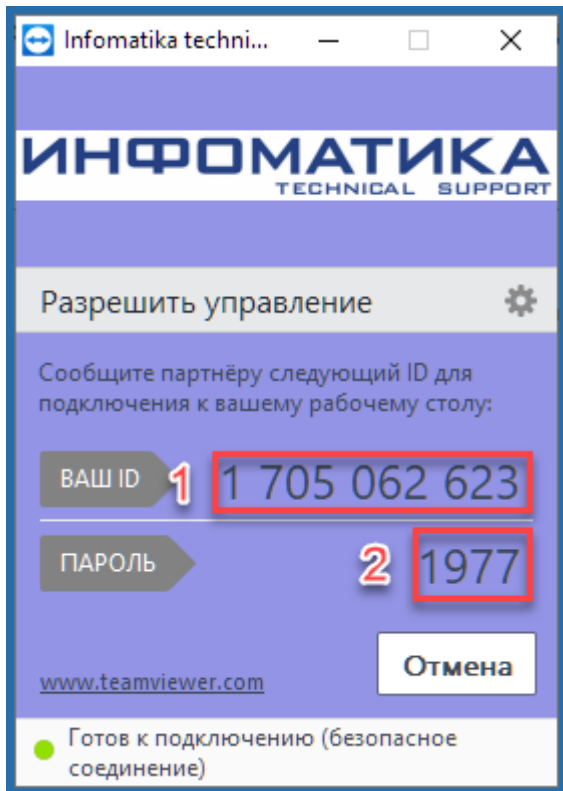 Infomatika techni...
ИНФОМАТИКА
TECHNICAL SUPPORT
Разрешить управление
Сообщите партнёру следующий ID для
подключения к вашему рабочему столу:
ВАШ ID 1 1 705 062 623
ПАРОЛЬ 2 1977
Отмена
www.teamviewer.com
Готов к подключению (безопасное
соединение)